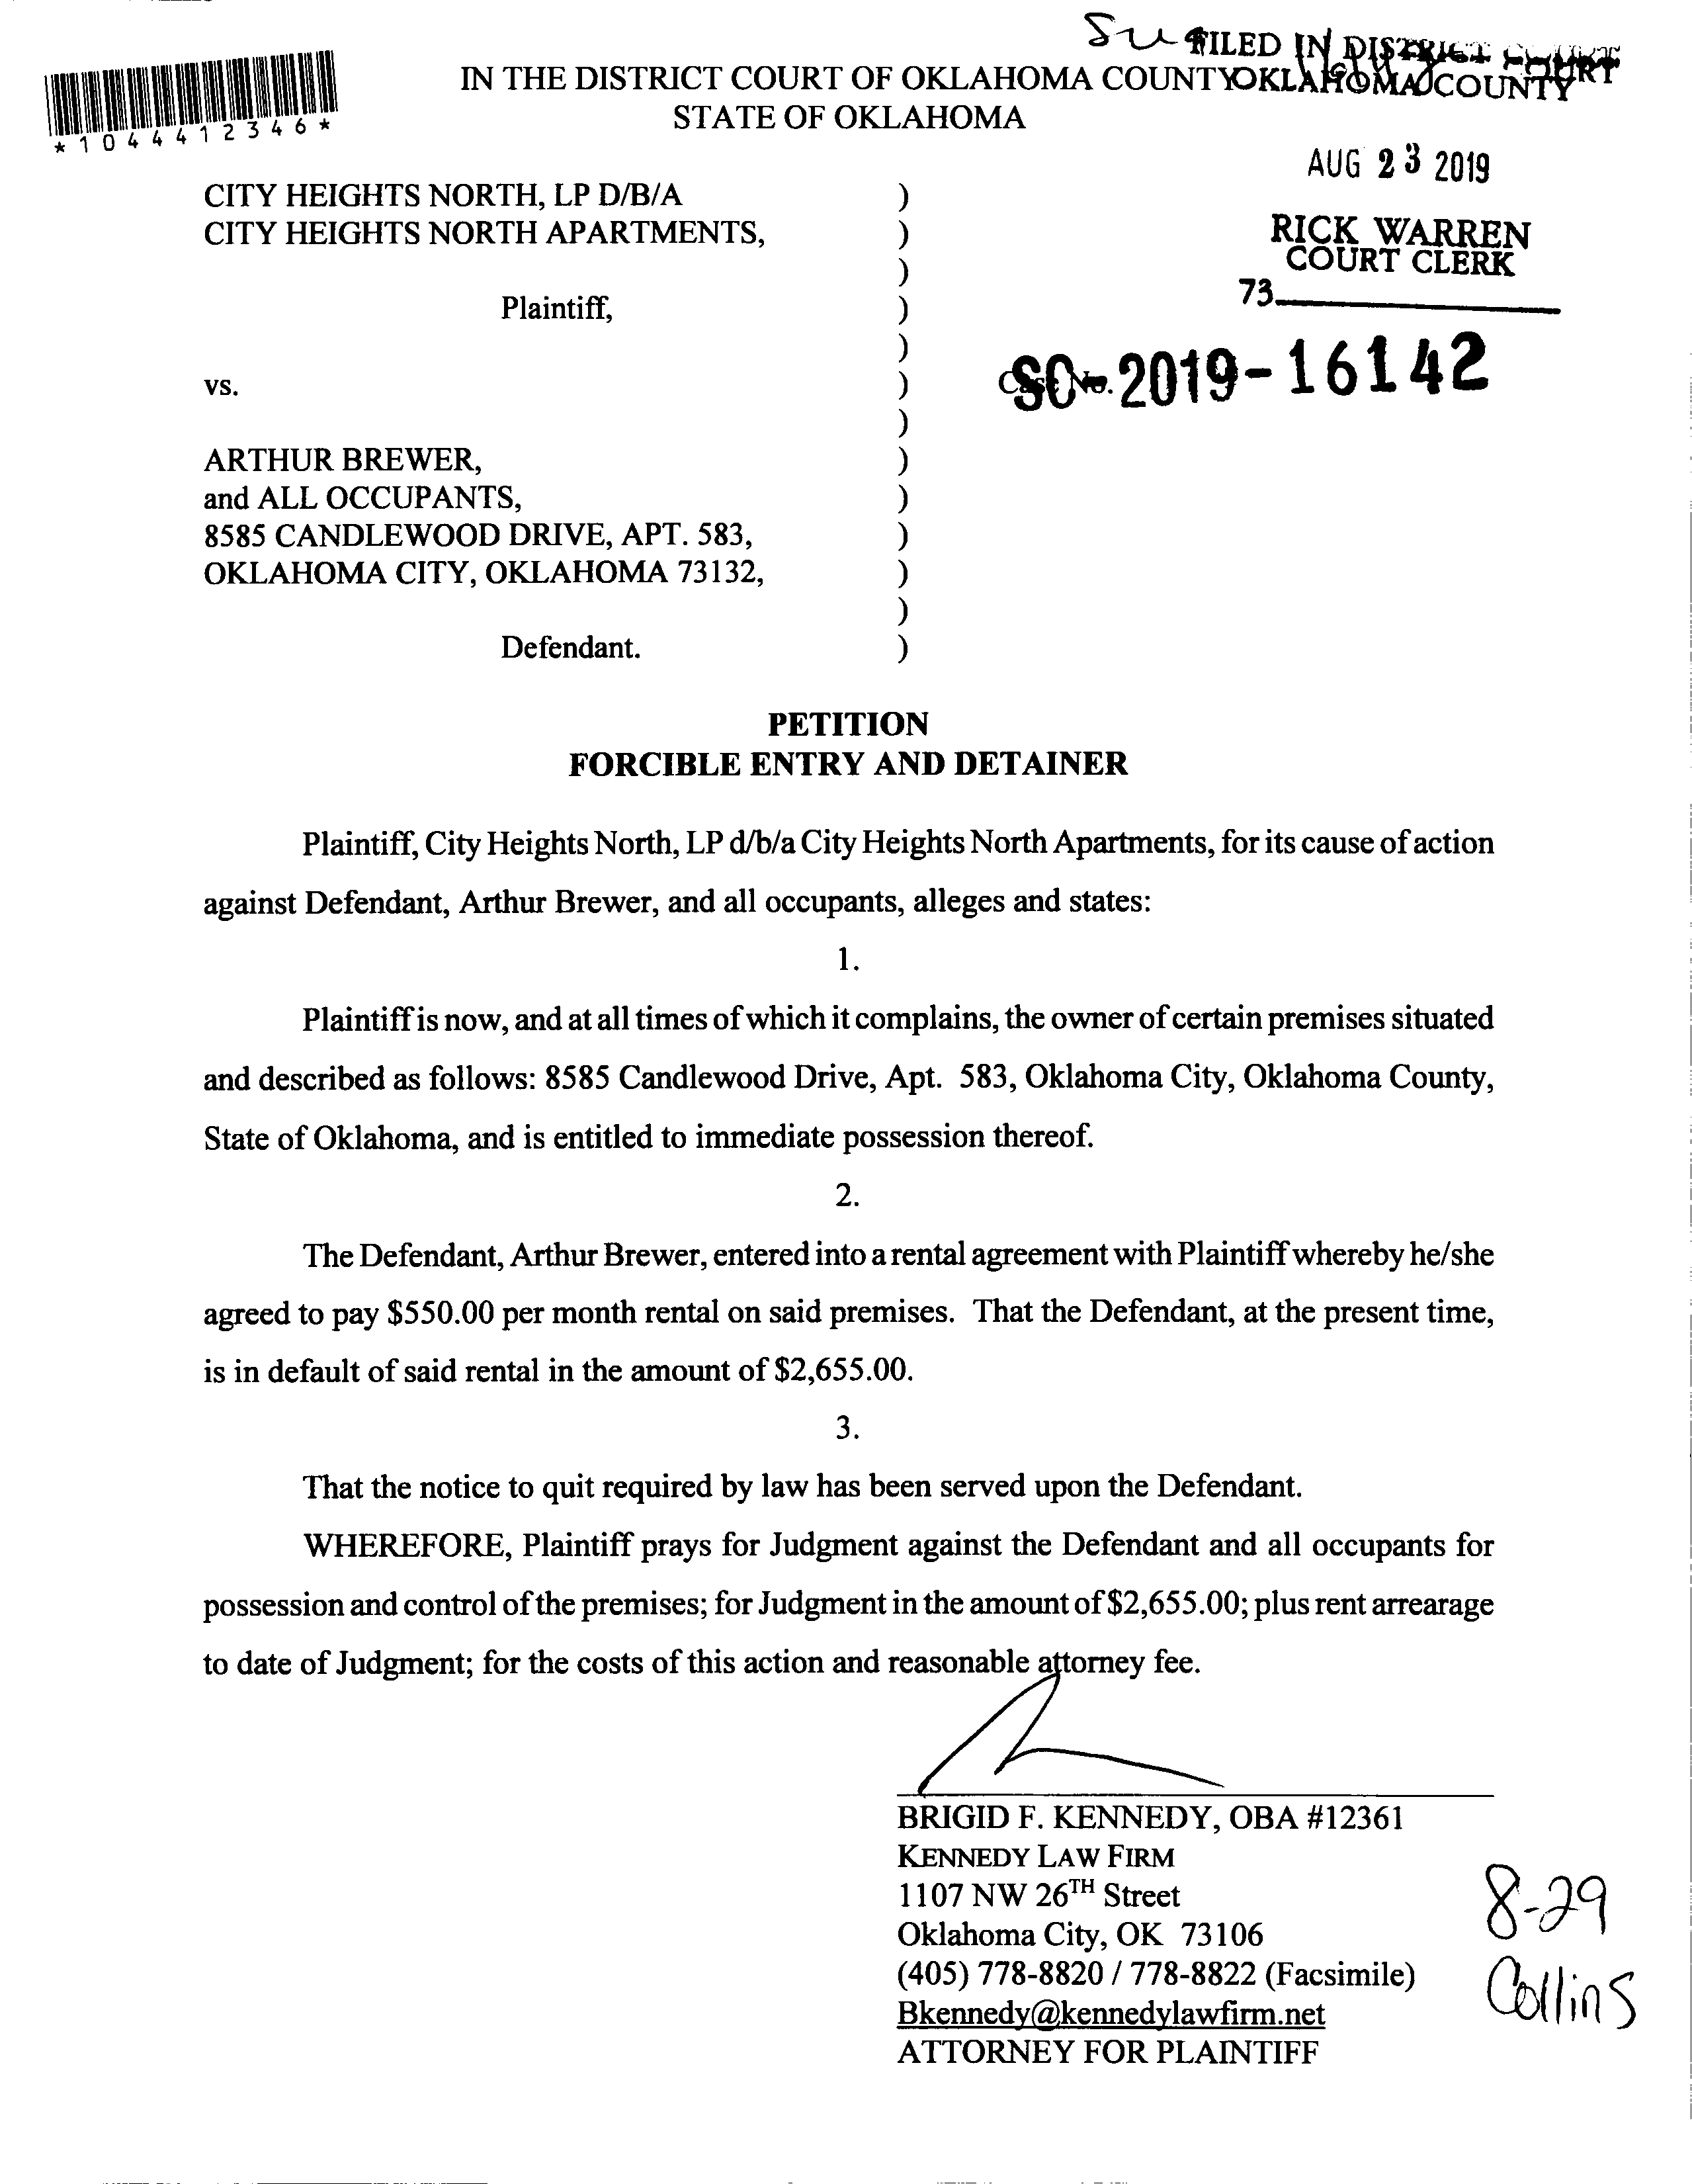 FILED IN DISTRICT COURT
IN THE DISTRICT COURT OF OKLAHOMA COUNTY OKLAHOMA COUNTY
STATE OF OKLAHOMA
*1044412346*
AUG 23 2019
CITY HEIGHTS NORTH, LP D/B/A )
CITY HEIGHTS NORTH APARTMENTS, )
RICK WARREN
COURT CLERK
)
73
Plaintiff, )
)
vs. ) Case No. SC-2019-16142
)
ARTHUR BREWER, )
and ALL OCCUPANTS, )
8585 CANDLEWOOD DRIVE, APT. 583, )
OKLAHOMA CITY, OKLAHOMA 73132, )
)
Defendant. )
PETITION
FORCIBLE ENTRY AND DETAINER
Plaintiff, City Heights North, LP d/b/a City Heights North Apartments, for its cause of action
against Defendant, Arthur Brewer, and all occupants, alleges and states:
1.
Plaintiff is now, and at all times of which it complains, the owner of certain premises situated
and described as follows: 8585 Candlewood Drive, Apt. 583, Oklahoma City, Oklahoma County,
State of Oklahoma, and is entitled to immediate possession thereof.
2.
The Defendant, Arthur Brewer, entered into a rental agreement with Plaintiff whereby he/she
agreed to pay $550.00 per month rental on said premises. That the Defendant, at the present time,
is in default of said rental in the amount of $2,655.00.
3.
That the notice to quit required by law has been served upon the Defendant.
WHEREFORE, Plaintiff prays for Judgment against the Defendant and all occupants for
possession and control of the premises; for Judgment in the amount of $2,655.00; plus rent arrearage
to date of Judgment; for the costs of this action and reasonable attorney fee.
BRIGID F. KENNEDY, OBA #12361
KENNEDY LAW FIRM
1107 NW 26TH Street
Oklahoma City, OK 73106
(405) 778-8820 / 778-8822 (Facsimile)
Bkennedy@kennedylawfirm.net
ATTORNEY FOR PLAINTIFF
8-29
Collins